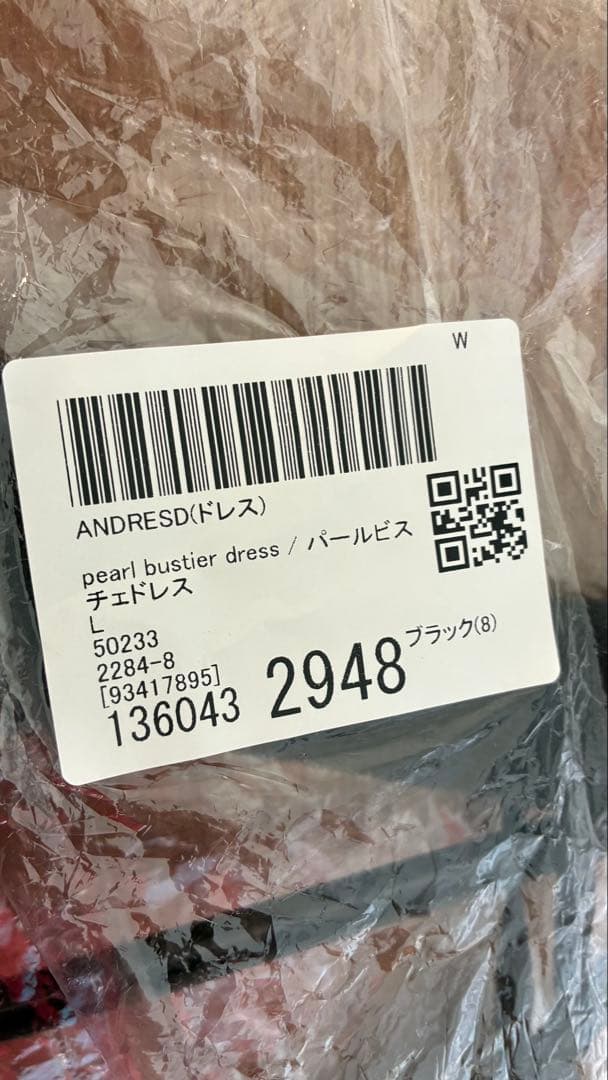 W
ANDRESD(ドレス)
pearl bustier dress / パールビス
チェドレス
L
50233
2284-8
[93417895]
136043 2948 ブラック(8)